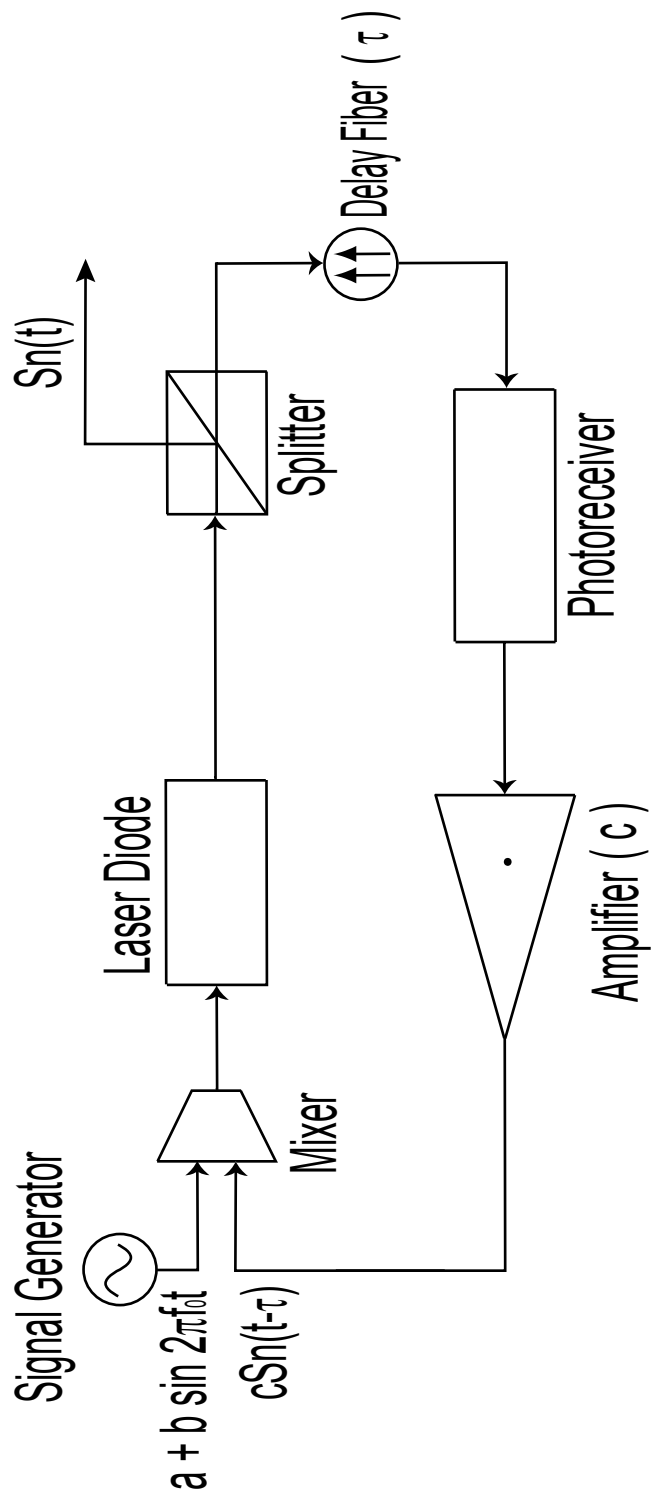 Signal Generator
a + b sin 2πf₀t
cSn(t-τ)
Mixer
Laser Diode
Sn(t)
Splitter
Delay Fiber ( τ )
Photoreceiver
Amplifier ( c )